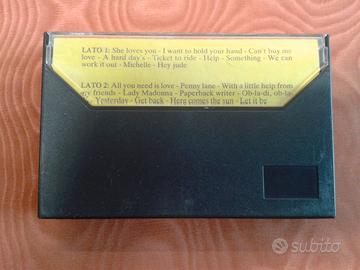 LATO 1: She loves you - I want to hold your hand - Can't buy my
love - A hard day's - Ticket to ride - Help - Something - We can
work it out - Michelle - Hey jude
LATO 2: All you need is love - Penny lane - With a little help from
my friends - Lady Madonna - Paperback writer - Ob-la-di, ob-la-
Yesterday - Get back - Here comes the sun - Let it be
subito